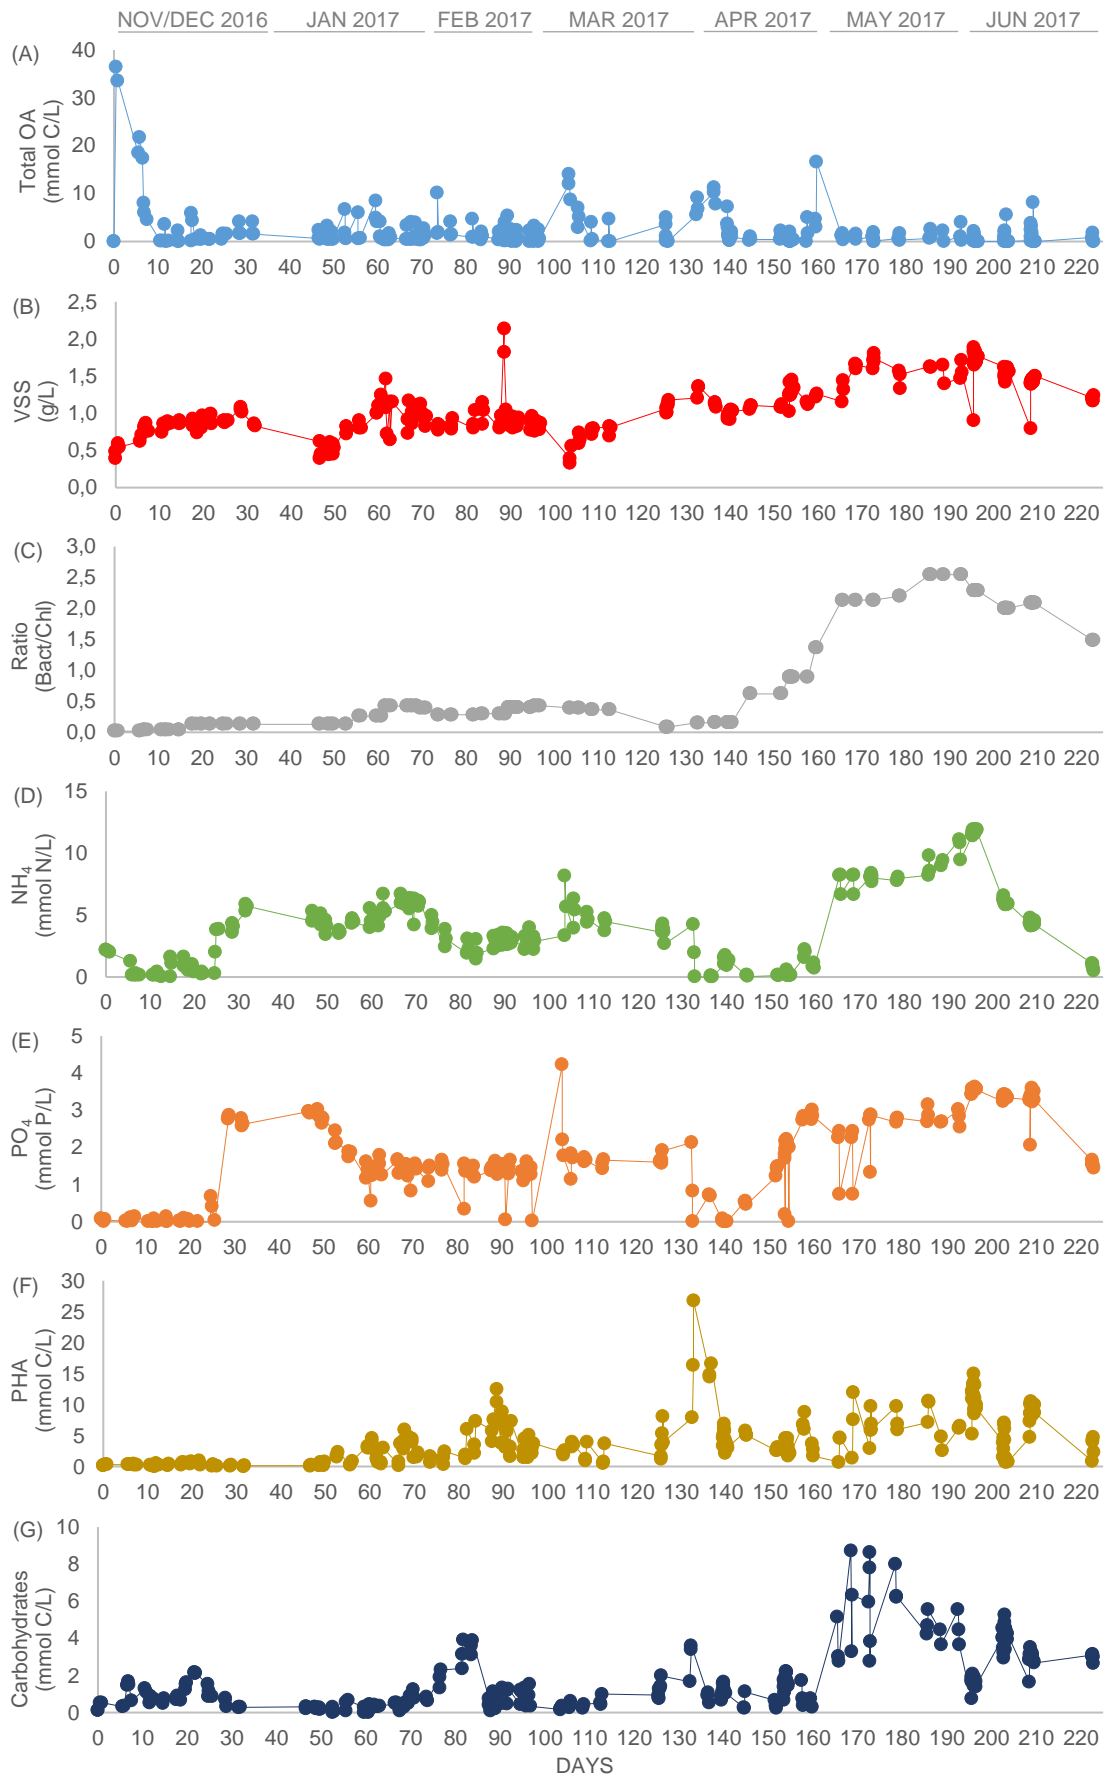 NOV/DEC 2016 JAN 2017 FEB 2017 MAR 2017 APR 2017 MAY 2017 JUN 2017
(A)
Total OA
(mmol C/L)
40
30
20
10
0
0 10 20 30 40 50 60 70 80 90 100 110 120 130 140 150 160 170 180 190 200 210 220
(B)
VSS
(g/L)
2,5
2,0
1,5
1,0
0,5
0,0
0 10 20 30 40 50 60 70 80 90 100 110 120 130 140 150 160 170 180 190 200 210 220
(C)
Ratio
(Bact/Chl)
3,0
2,5
2,0
1,5
1,0
0,5
0,0
0 10 20 30 40 50 60 70 80 90 100 110 120 130 140 150 160 170 180 190 200 210 220
(D)
NH4
(mmol N/L)
15
10
5
0
0 10 20 30 40 50 60 70 80 90 100 110 120 130 140 150 160 170 180 190 200 210 220
(E)
PO4
(mmol P/L)
5
4
3
2
1
0
0 10 20 30 40 50 60 70 80 90 100 110 120 130 140 150 160 170 180 190 200 210 220
(F)
PHA
(mmol C/L)
30
25
20
15
10
5
0
0 10 20 30 40 50 60 70 80 90 100 110 120 130 140 150 160 170 180 190 200 210 220
(G)
Carbohydrates
(mmol C/L)
10
8
6
4
2
0
0 10 20 30 40 50 60 70 80 90 100 110 120 130 140 150 160 170 180 190 200 210 220
DAYS